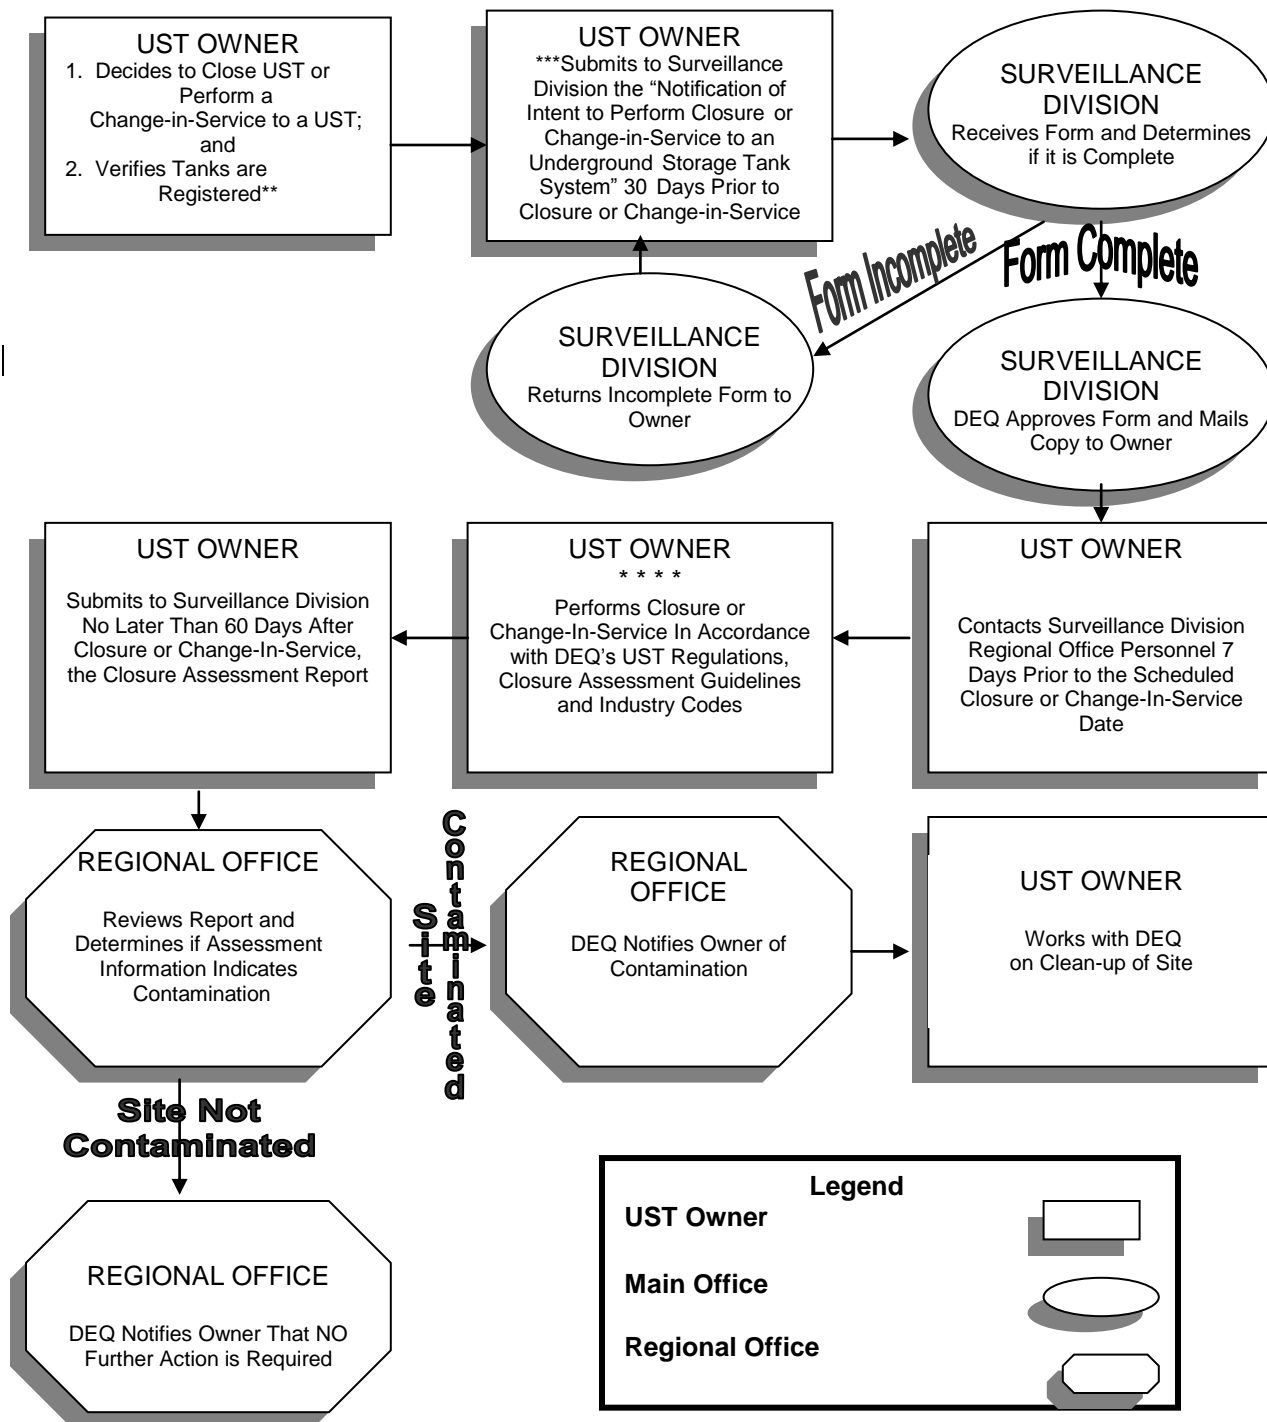 UST OWNER
1. Decides to Close UST or
Perform a
Change-in-Service to a UST;
and
2. Verifies Tanks are
Registered**
UST OWNER
***Submits to Surveillance
Division the “Notification of
Intent to Perform Closure or
Change-in-Service to an
Underground Storage Tank
System” 30 Days Prior to
Closure or Change-in-Service
SURVEILLANCE
DIVISION
Receives Form and Determines
if it is Complete
Form Incomplete
Form Complete
SURVEILLANCE
DIVISION
Returns Incomplete Form to
Owner
SURVEILLANCE
DIVISION
DEQ Approves Form and Mails
Copy to Owner
UST OWNER
Contacts Surveillance Division
Regional Office Personnel 7
Days Prior to the Scheduled
Closure or Change-In-Service
Date
UST OWNER
* * * *
Performs Closure or
Change-In-Service In Accordance
with DEQ’s UST Regulations,
Closure Assessment Guidelines
and Industry Codes
UST OWNER
Submits to Surveillance Division
No Later Than 60 Days After
Closure or Change-In-Service,
the Closure Assessment Report
REGIONAL OFFICE
Reviews Report and
Determines if Assessment
Information Indicates
Contamination
Site
Contaminated
REGIONAL
OFFICE
DEQ Notifies Owner of
Contamination
UST OWNER
Works with DEQ
on Clean-up of Site
Site Not
Contaminated
REGIONAL OFFICE
DEQ Notifies Owner That NO
Further Action is Required
Legend
UST Owner
Main Office
Regional Office